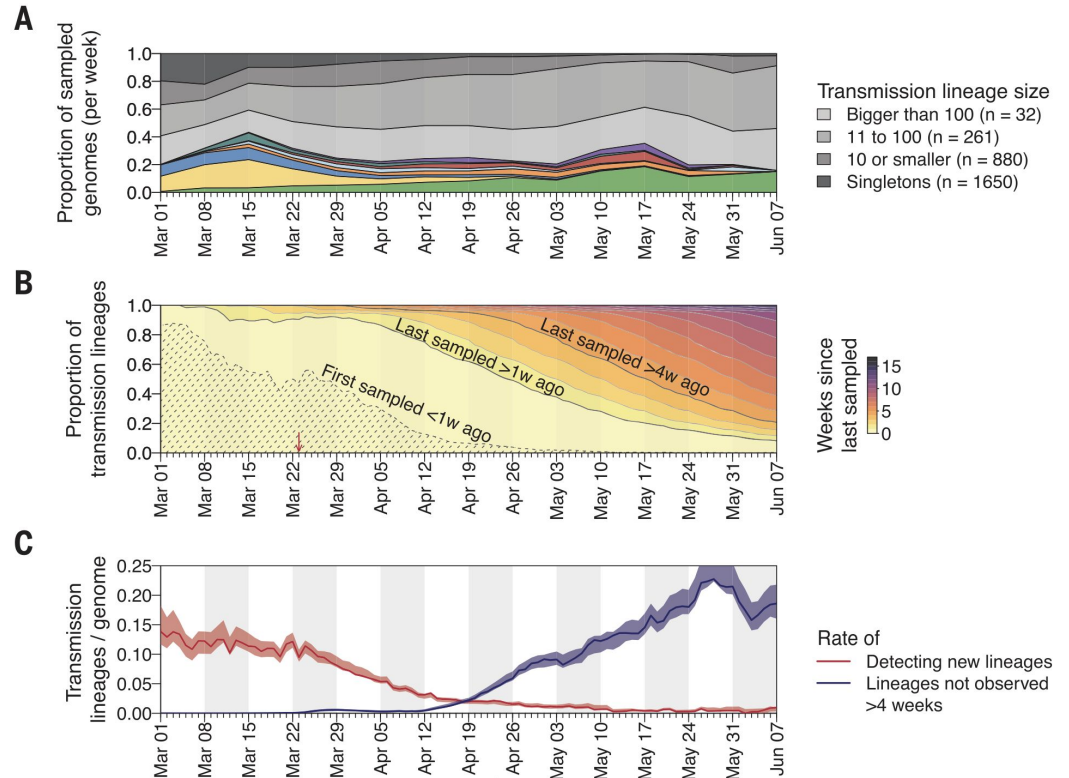 A
Proportion of sampled
genomes (per week)
1.0
0.8
0.6
0.4
0.2
0.0
Mar 01
Mar 08
Mar 15
Mar 22
Mar 29
Apr 05
Apr 12
Apr 19
Apr 26
May 03
May 10
May 17
May 24
May 31
Jun 07
Transmission lineage size
Bigger than 100 (n = 32)
11 to 100 (n = 261)
10 or smaller (n = 880)
Singletons (n = 1650)
B
Proportion of
transmission lineages
1.0
0.8
0.6
0.4
0.2
0.0
Last sampled >1w ago
Last sampled >4w ago
First sampled <1w ago
Mar 01
Mar 08
Mar 15
Mar 22
Mar 29
Apr 05
Apr 12
Apr 19
Apr 26
May 03
May 10
May 17
May 24
May 31
Jun 07
Weeks since
last sampled
15
10
5
0
C
Transmission
lineages / genome
0.25
0.20
0.15
0.10
0.05
0.00
Mar 01
Mar 08
Mar 15
Mar 22
Mar 29
Apr 05
Apr 12
Apr 19
Apr 26
May 03
May 10
May 17
May 24
May 31
Jun 07
Rate of
Detecting new lineages
Lineages not observed
>4 weeks